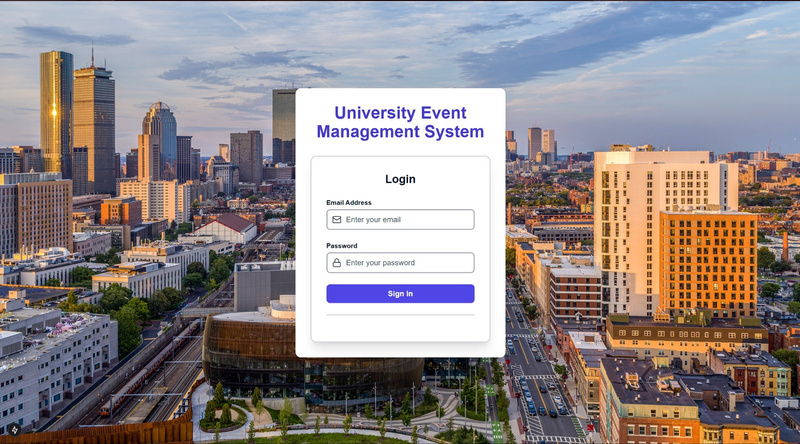 University Event
Management System
Login
Email Address
Enter your email
Password
Enter your password
Sign In